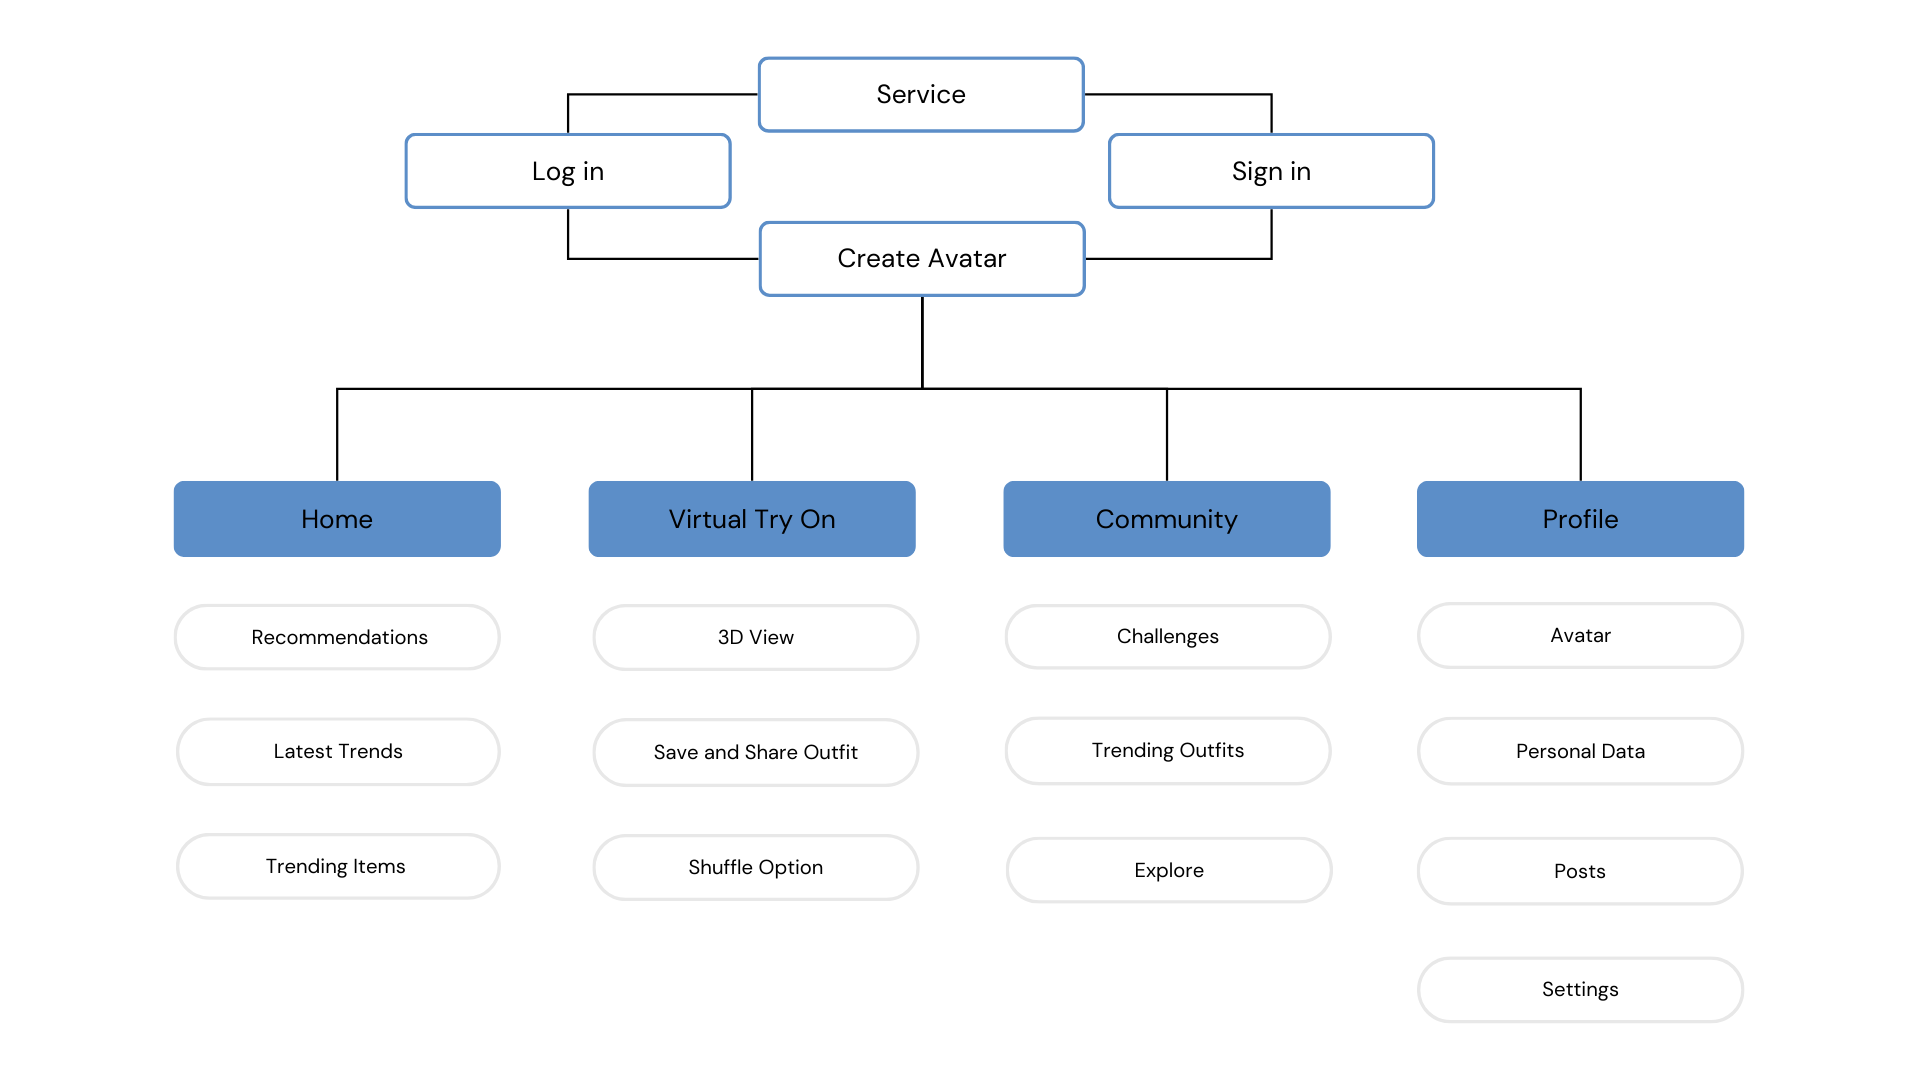 Service
Log in
Sign in
Create Avatar
Home
Virtual Try On
Community
Profile
Recommendations
3D View
Challenges
Avatar
Latest Trends
Save and Share Outfit
Trending Outfits
Personal Data
Trending Items
Shuffle Option
Explore
Posts
Settings